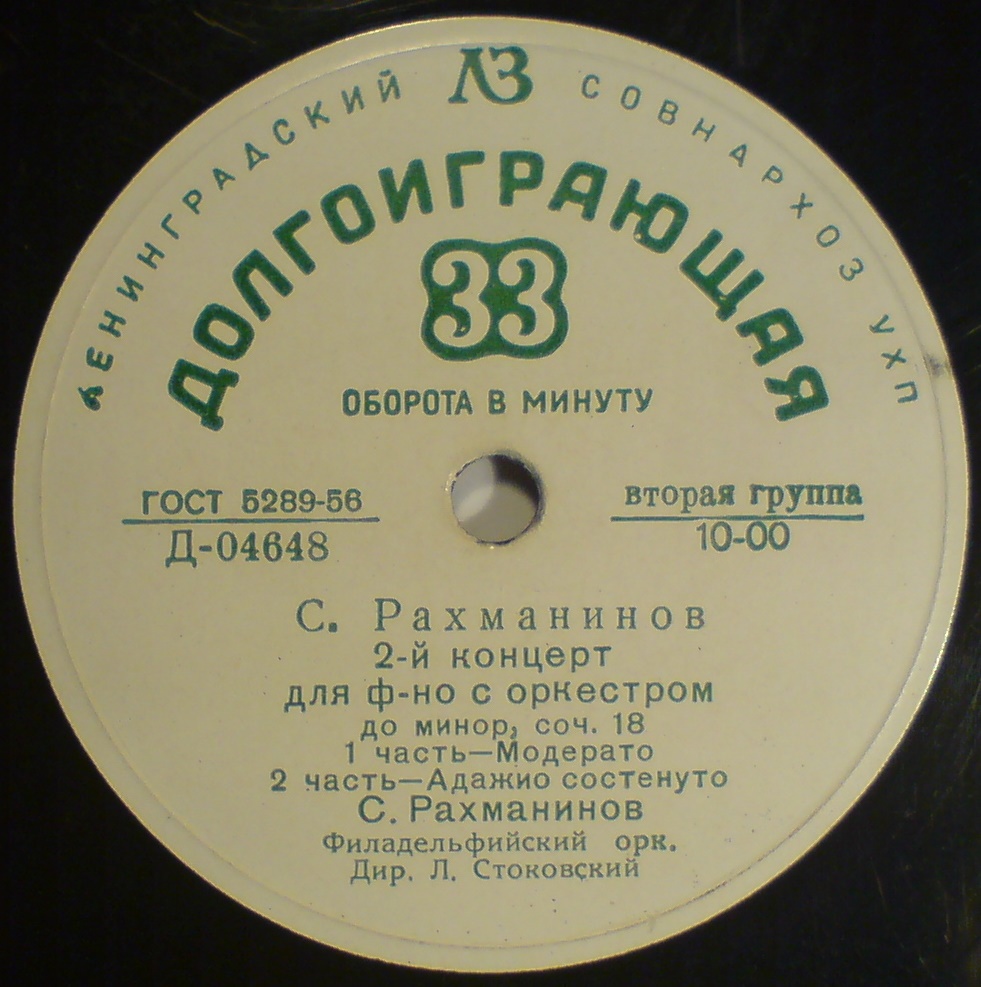 ЛЕНИНГРАДСКИЙ ЛЗ СОВНАРХОЗ УХП
ДОЛГОИГРАЮЩАЯ
33
ОБОРОТА В МИНУТУ
ГОСТ 5289-56
Д-04648
вторая группа
10-00
С. Рахманинов
2-й концерт
для ф-но с оркестром
до минор, соч. 18
1 часть—Модерато
2 часть—Адажио состенуто
С. Рахманинов
Филадельфийский орк.
Дир. Л. Стоковский